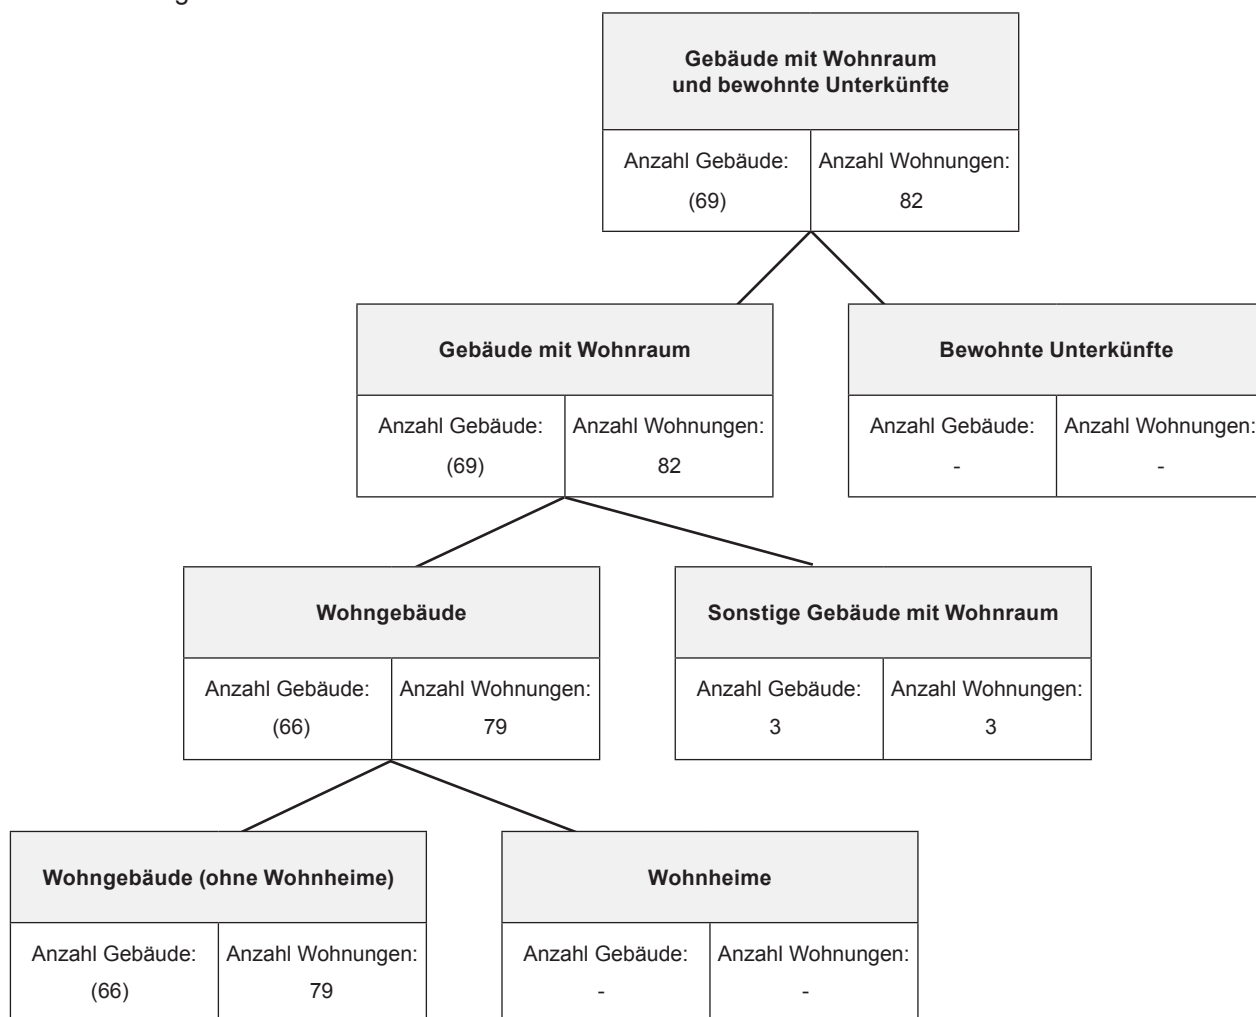 Gebäude mit Wohnraum
und bewohnte Unterkünfte
Anzahl Gebäude: Anzahl Wohnungen:
(69) 82
Gebäude mit Wohnraum
Anzahl Gebäude: Anzahl Wohnungen:
(69) 82
Bewohnte Unterkünfte
Anzahl Gebäude: Anzahl Wohnungen:
- -
Wohngebäude
Anzahl Gebäude: Anzahl Wohnungen:
(66) 79
Sonstige Gebäude mit Wohnraum
Anzahl Gebäude: Anzahl Wohnungen:
3 3
Wohngebäude (ohne Wohnheime)
Anzahl Gebäude: Anzahl Wohnungen:
(66) 79
Wohnheime
Anzahl Gebäude: Anzahl Wohnungen:
- -